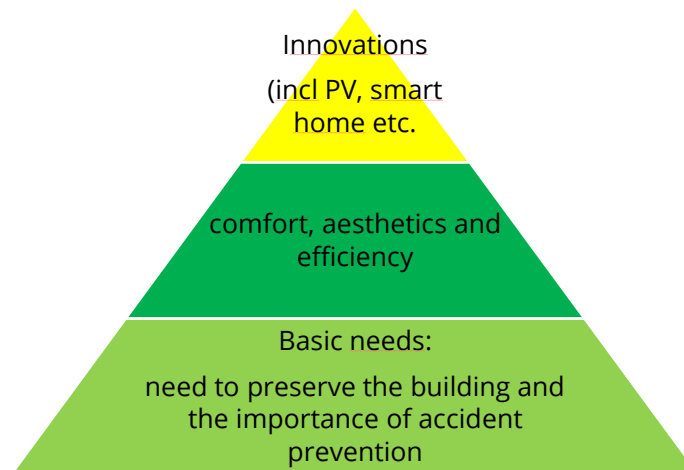 Innovations
(incl PV, smart
home etc.
comfort, aesthetics and
efficiency
Basic needs:
need to preserve the building and
the importance of accident
prevention